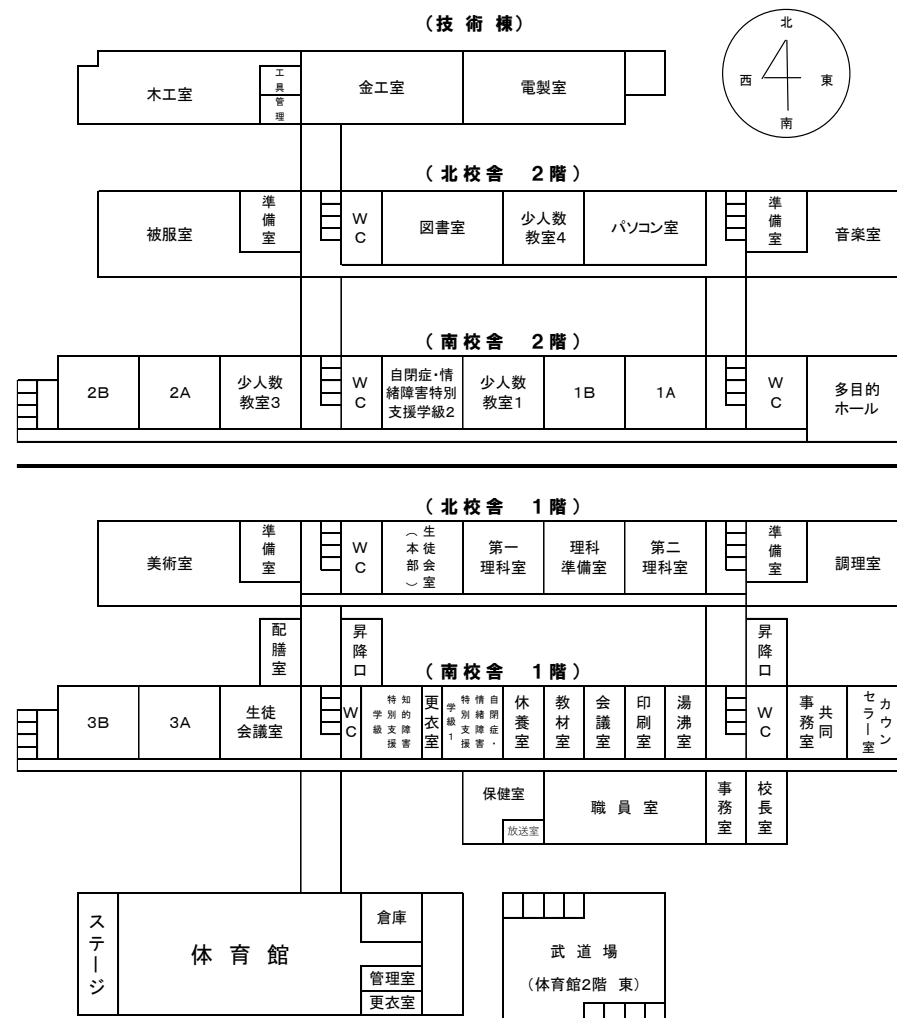 （技 術 棟）
北
西
東
南
木工室
工具
管理
金工室
電製室
（ 北 校 舎　２ 階 ）
被服室
準備室
WC
図書室
少人数
教室4
パソコン室
準備室
音楽室
（ 南 校 舎　２ 階 ）
2B
2A
少人数
教室3
WC
自閉症・情
緒障害特別
支援学級2
少人数
教室1
1B
1A
WC
多目的
ホール
（ 北 校 舎　１ 階 ）
美術室
準備室
WC
生徒会室
（本部）
第一
理科室
理科
準備室
第二
理科室
準備室
調理室
配膳室
昇降口
（ 南 校 舎　１ 階 ）
昇降口
3B
3A
生徒
会議室
WC
知的障害
特別支援
学級
更衣室
自閉症・
情緒障害
特別支援
学級1
休養室
教材室
会議室
印刷室
湯沸室
WC
共同
事務室
カウン
セラー室
保健室
放送室
職 員 室
事務室
校長室
ステージ
体 育 館
倉庫
管理室
更衣室
武 道 場
（体育館2階 東）